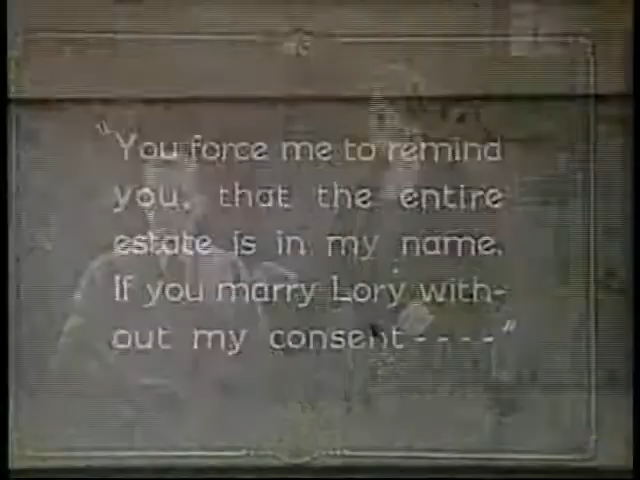 "You force me to remind
you, that the entire
estate is in my name.
If you marry Lory with-
out my consent----"